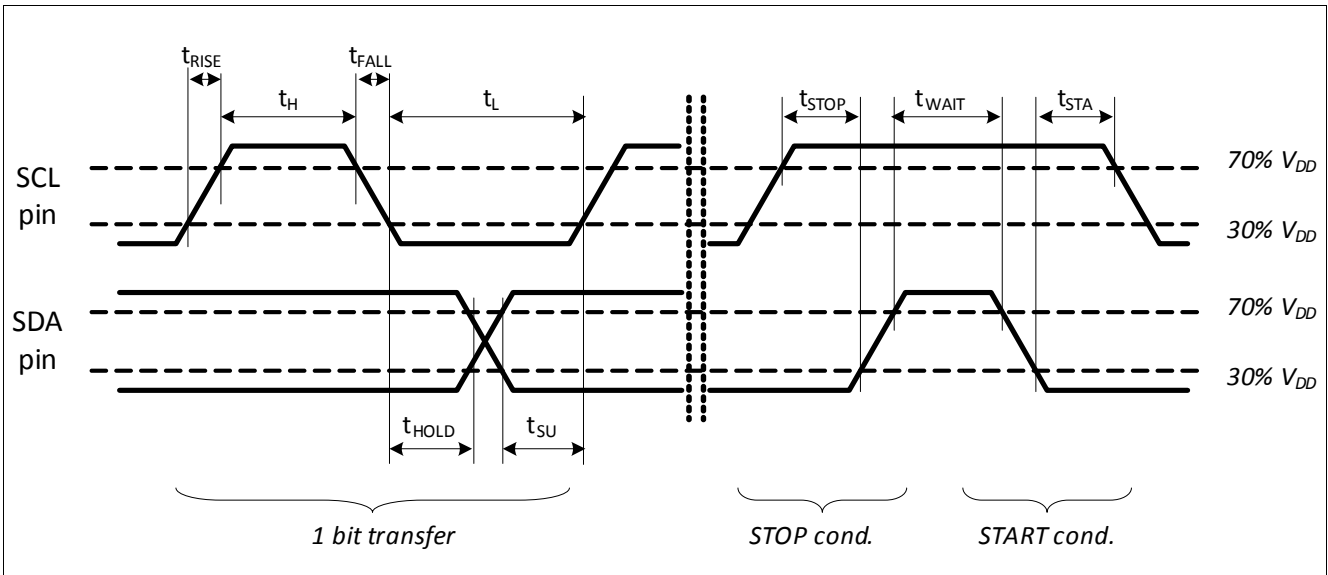 tRISE
tFALL
tH
tL
tSTOP
tWAIT
tSTA
SCL
pin
70% VDD
30% VDD
SDA
pin
70% VDD
30% VDD
tHOLD
tSU
1 bit transfer
STOP cond.
START cond.